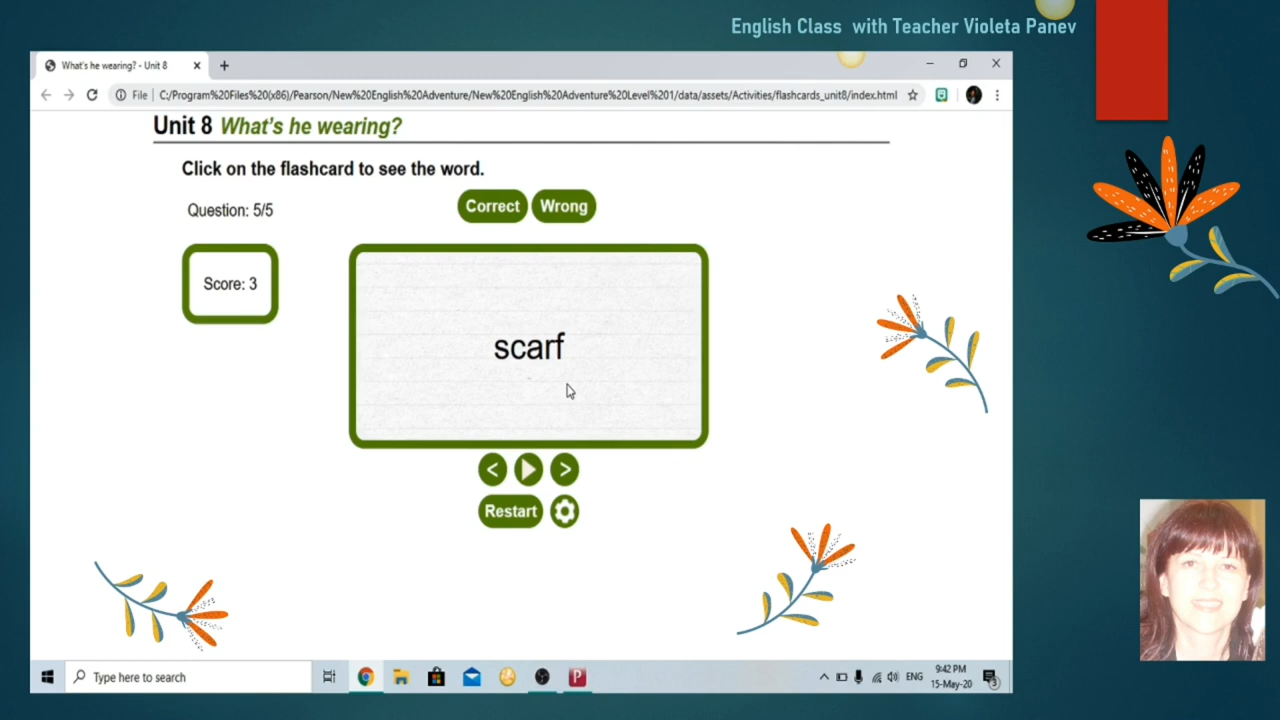 English Class with Teacher Violeta Panev
What's he wearing? - Unit 8
File C:/Program%20Files%20(x86)/Pearson/New%20English%20Adventure/New%20English%20Adventure%20Level%201/data/assets/Activities/flashcards_unit8/index.html
Unit 8 What's he wearing?
Click on the flashcard to see the word.
Question: 5/5
Correct Wrong
Score: 3
scarf
< >
Restart
Type here to search
ENG
9:42 PM
15-May-20
3